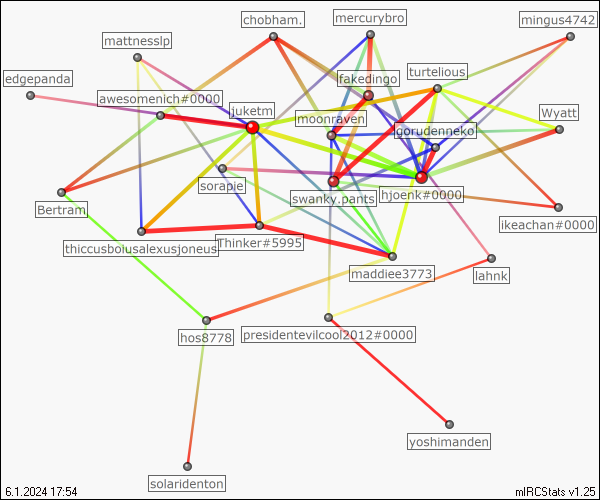 chobham.
mercurybro
mingus4742
mattnesslp
edgepanda
fakedingo
turtelious
awesomenich#0000
juketm
moonraven
gorudenneko
Wyatt
sorapie
swanky.pants
hjoenk#0000
Bertram
ikeachan#0000
thiccusboiusalexusjoneus
Thinker#5995
maddiee3773
lahnk
hos8778
presidentevilcool2012#0000
yoshimanden
solaridenton
6.1.2024 17:54
mIRCStats v1.25